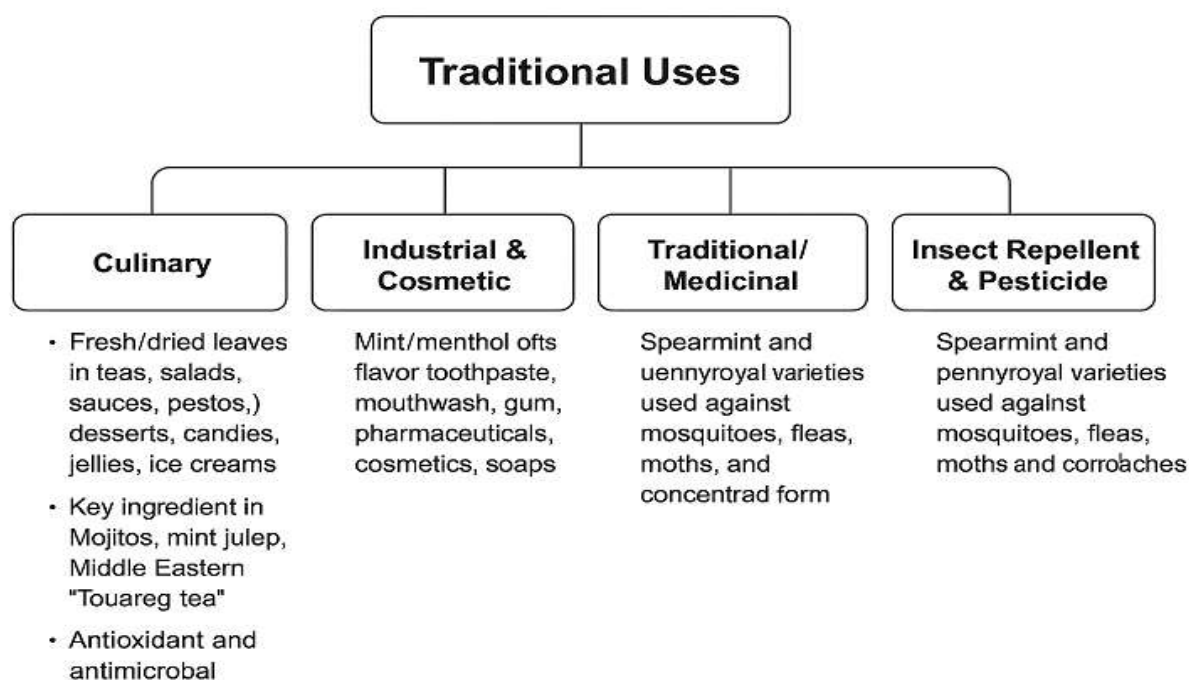 Traditional Uses
Culinary
• Fresh/dried leaves
in teas, salads,
sauces, pestos,)
desserts, candies,
jellies, ice creams
• Key ingredient in
Mojitos, mint julep,
Middle Eastern
"Touareg tea"
• Antioxidant and
antimicrobial
Industrial &
Cosmetic
Mint/menthol ofts
flavor toothpaste,
mouthwash, gum,
pharmaceuticals,
cosmetics, soaps
Traditional/
Medicinal
Spearmint and
uennyroyal varieties
used against
mosquitoes, fleas,
moths, and
concentrad form
Insect Repellent
& Pesticide
Spearmint and
pennyroyal varieties
used against
mosquitoes, fleas,
moths and corroaches